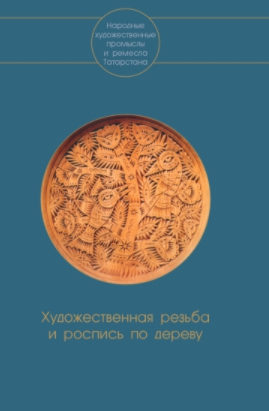 Народные
художественные
промыслы
и ремесла
Татарстана
Художественная резьба
и роспись по дереву